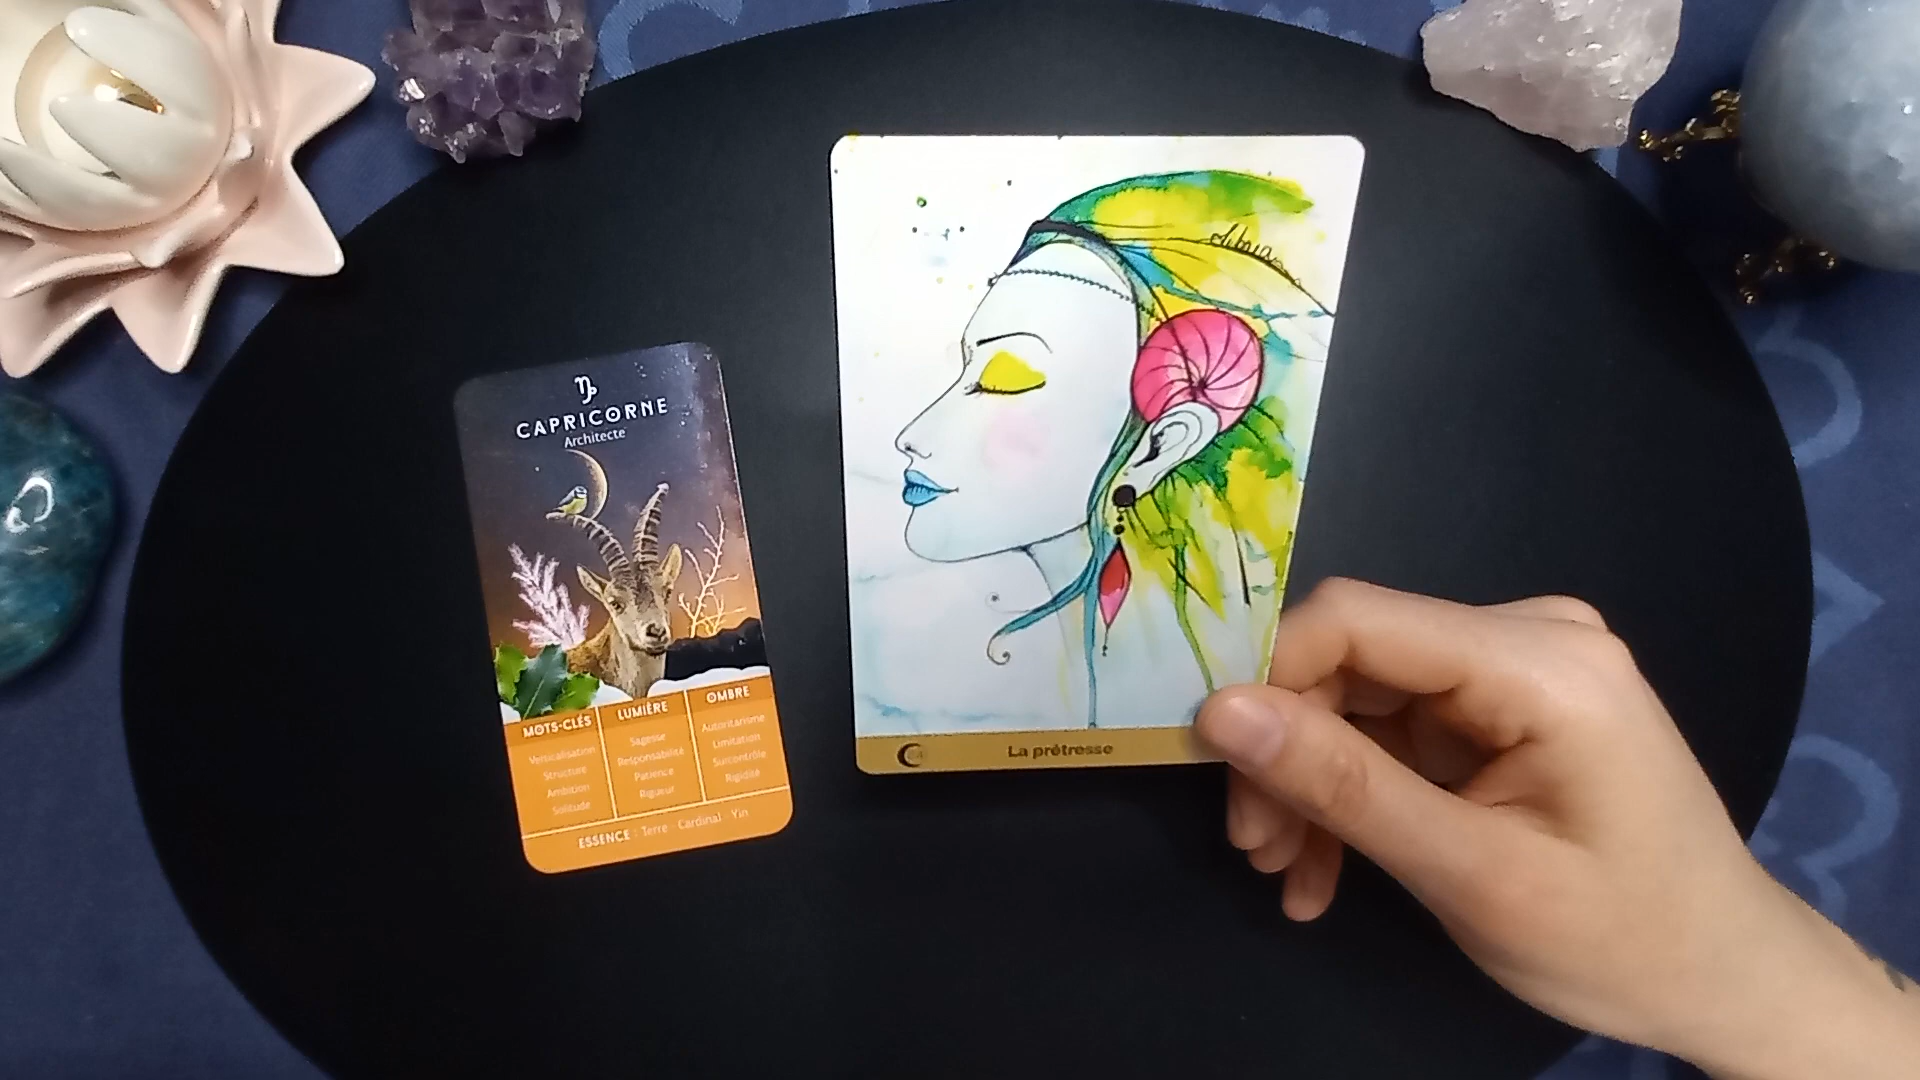 CAPRICORNE
Architecte
MOTS-CLÉS
Verticalisation
Structure
Ambition
Solitude
LUMIÈRE
Sagesse
Responsabilité
Patience
Rigueur
OMBRE
Autoritarisme
Limitation
Surcontrôle
Rigidité
ESSENCE : Terre - Cardinal - Yin
La prêtresse